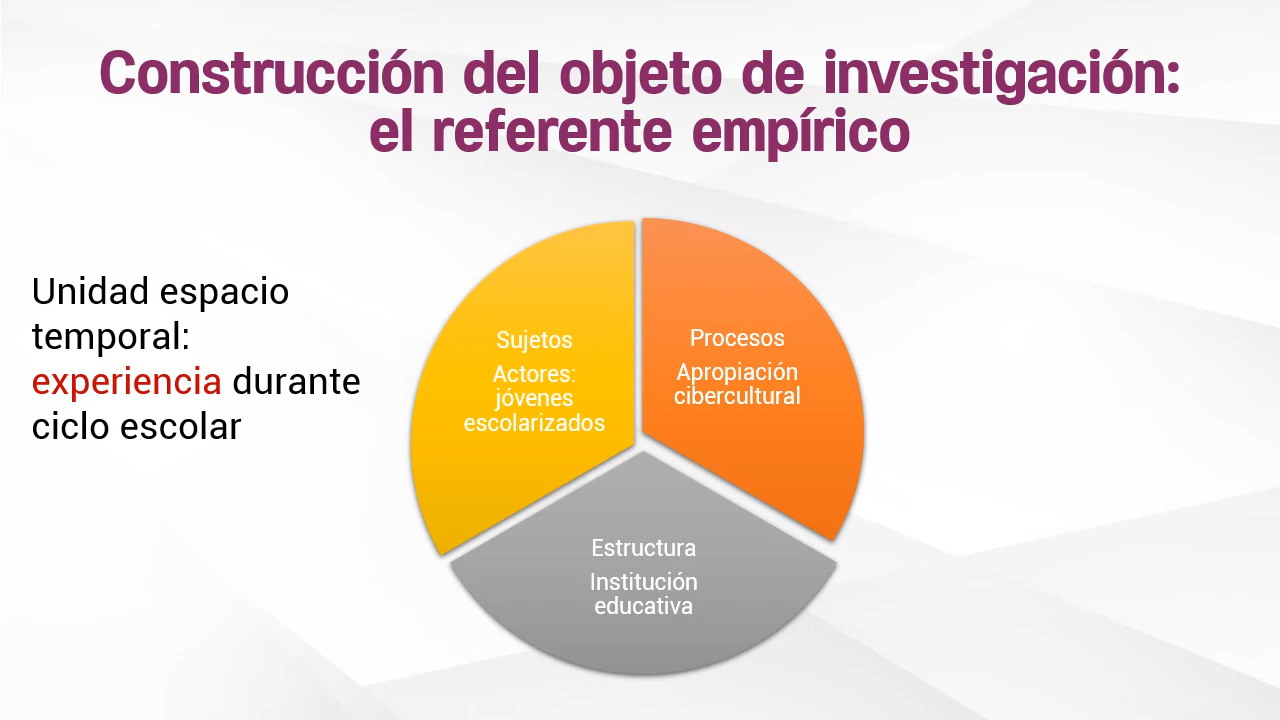 Construcción del objeto de investigación:
el referente empírico
Unidad espacio
temporal:
experiencia durante
ciclo escolar
Sujetos
Actores:
jóvenes
escolarizados
Procesos
Apropiación
cibercultural
Estructura
Institución
educativa